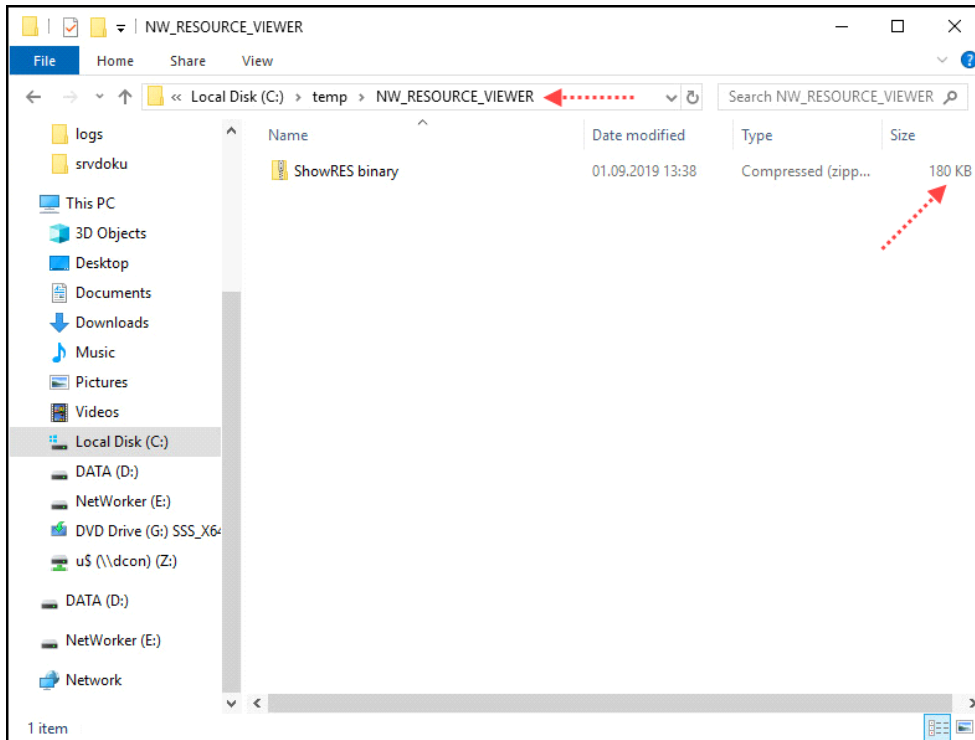 NW_RESOURCE_VIEWER
File Home Share View
?
« Local Disk (C:) › temp › NW_RESOURCE_VIEWER
Search NW_RESOURCE_VIEWER
Name Date modified Type Size
ShowRES binary 01.09.2019 13:38 Compressed (zipp... 180 KB
logs
srvdoku
This PC
3D Objects
Desktop
Documents
Downloads
Music
Pictures
Videos
Local Disk (C:)
DATA (D:)
NetWorker (E:)
DVD Drive (G:) SSS_X64
u$ (\\dcon) (Z:)
DATA (D:)
NetWorker (E:)
Network
1 item